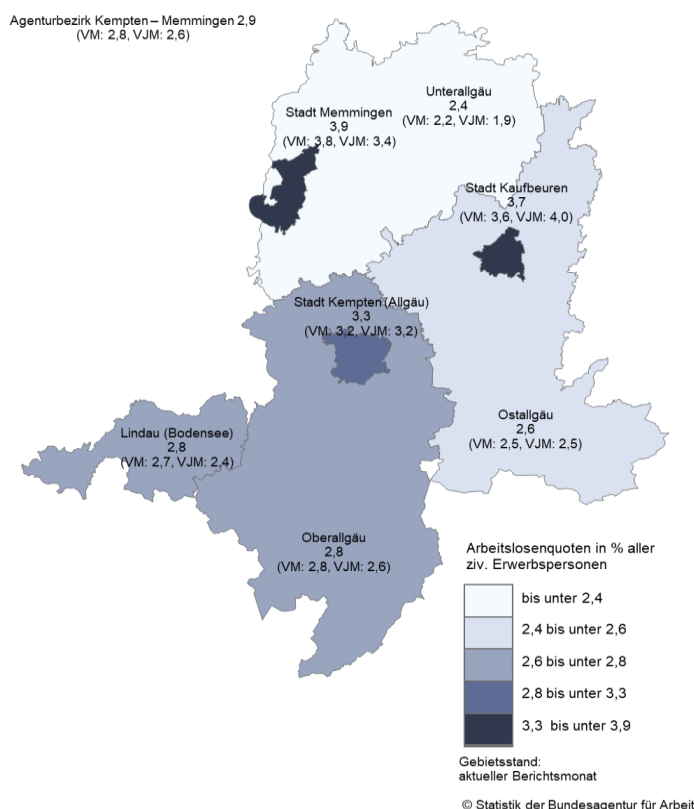 Agenturbezirk Kempten – Memmingen 2,9
(VM: 2,8, VJM: 2,6)
Unterallgäu
2,4
(VM: 2,2, VJM: 1,9)
Stadt Memmingen
3,9
(VM: 3,8, VJM: 3,4)
Stadt Kaufbeuren
3,7
(VM: 3,6, VJM: 4,0)
Stadt Kempten (Allgäu)
3,3
(VM: 3,2, VJM: 3,2)
Ostallgäu
2,6
(VM: 2,5, VJM: 2,5)
Lindau (Bodensee)
2,8
(VM: 2,7, VJM: 2,4)
Oberallgäu
2,8
(VM: 2,8, VJM: 2,6)
Arbeitslosenquoten in % aller
ziv. Erwerbspersonen
bis unter 2,4
2,4 bis unter 2,6
2,6 bis unter 2,8
2,8 bis unter 3,3
3,3 bis unter 3,9
Gebietsstand:
aktueller Berichtsmonat
© Statistik der Bundesagentur für Arbeit